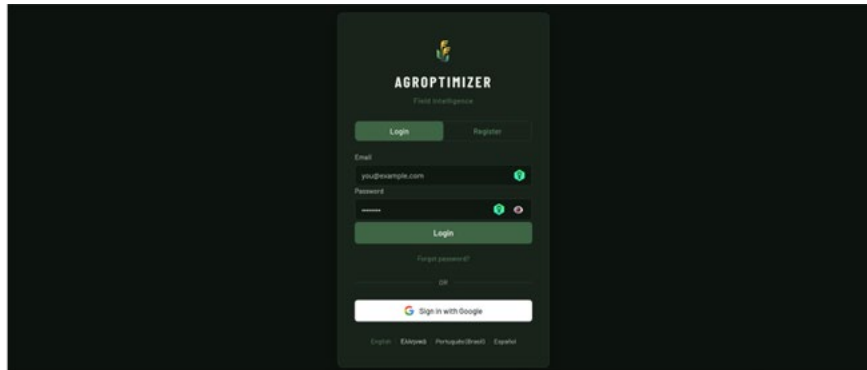 AGROPTIMIZER
Field Intelligence
Login Register
Email
you@example.com
Password
Login
Forgot password?
OR
Sign in with Google
English Ελληνικά Português (Brasil) Español